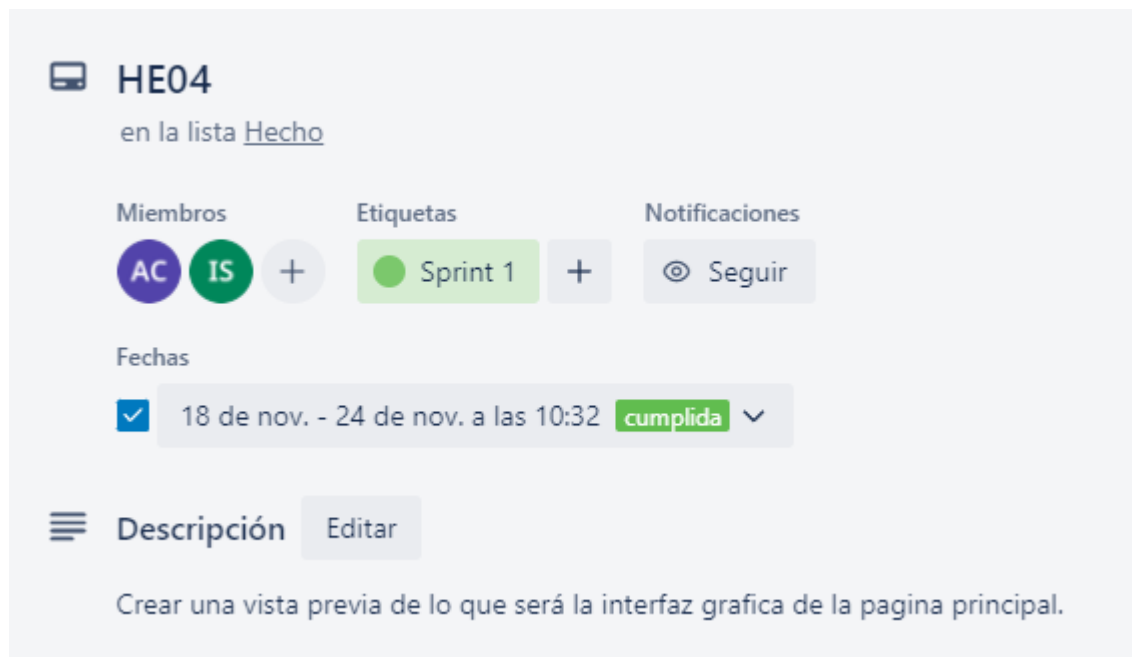 HE04
en la lista Hecho
Miembros Etiquetas Notificaciones
AC IS + Sprint 1 + Seguir
Fechas
18 de nov. - 24 de nov. a las 10:32 cumplida
Descripción Editar
Crear una vista previa de lo que será la interfaz grafica de la pagina principal.